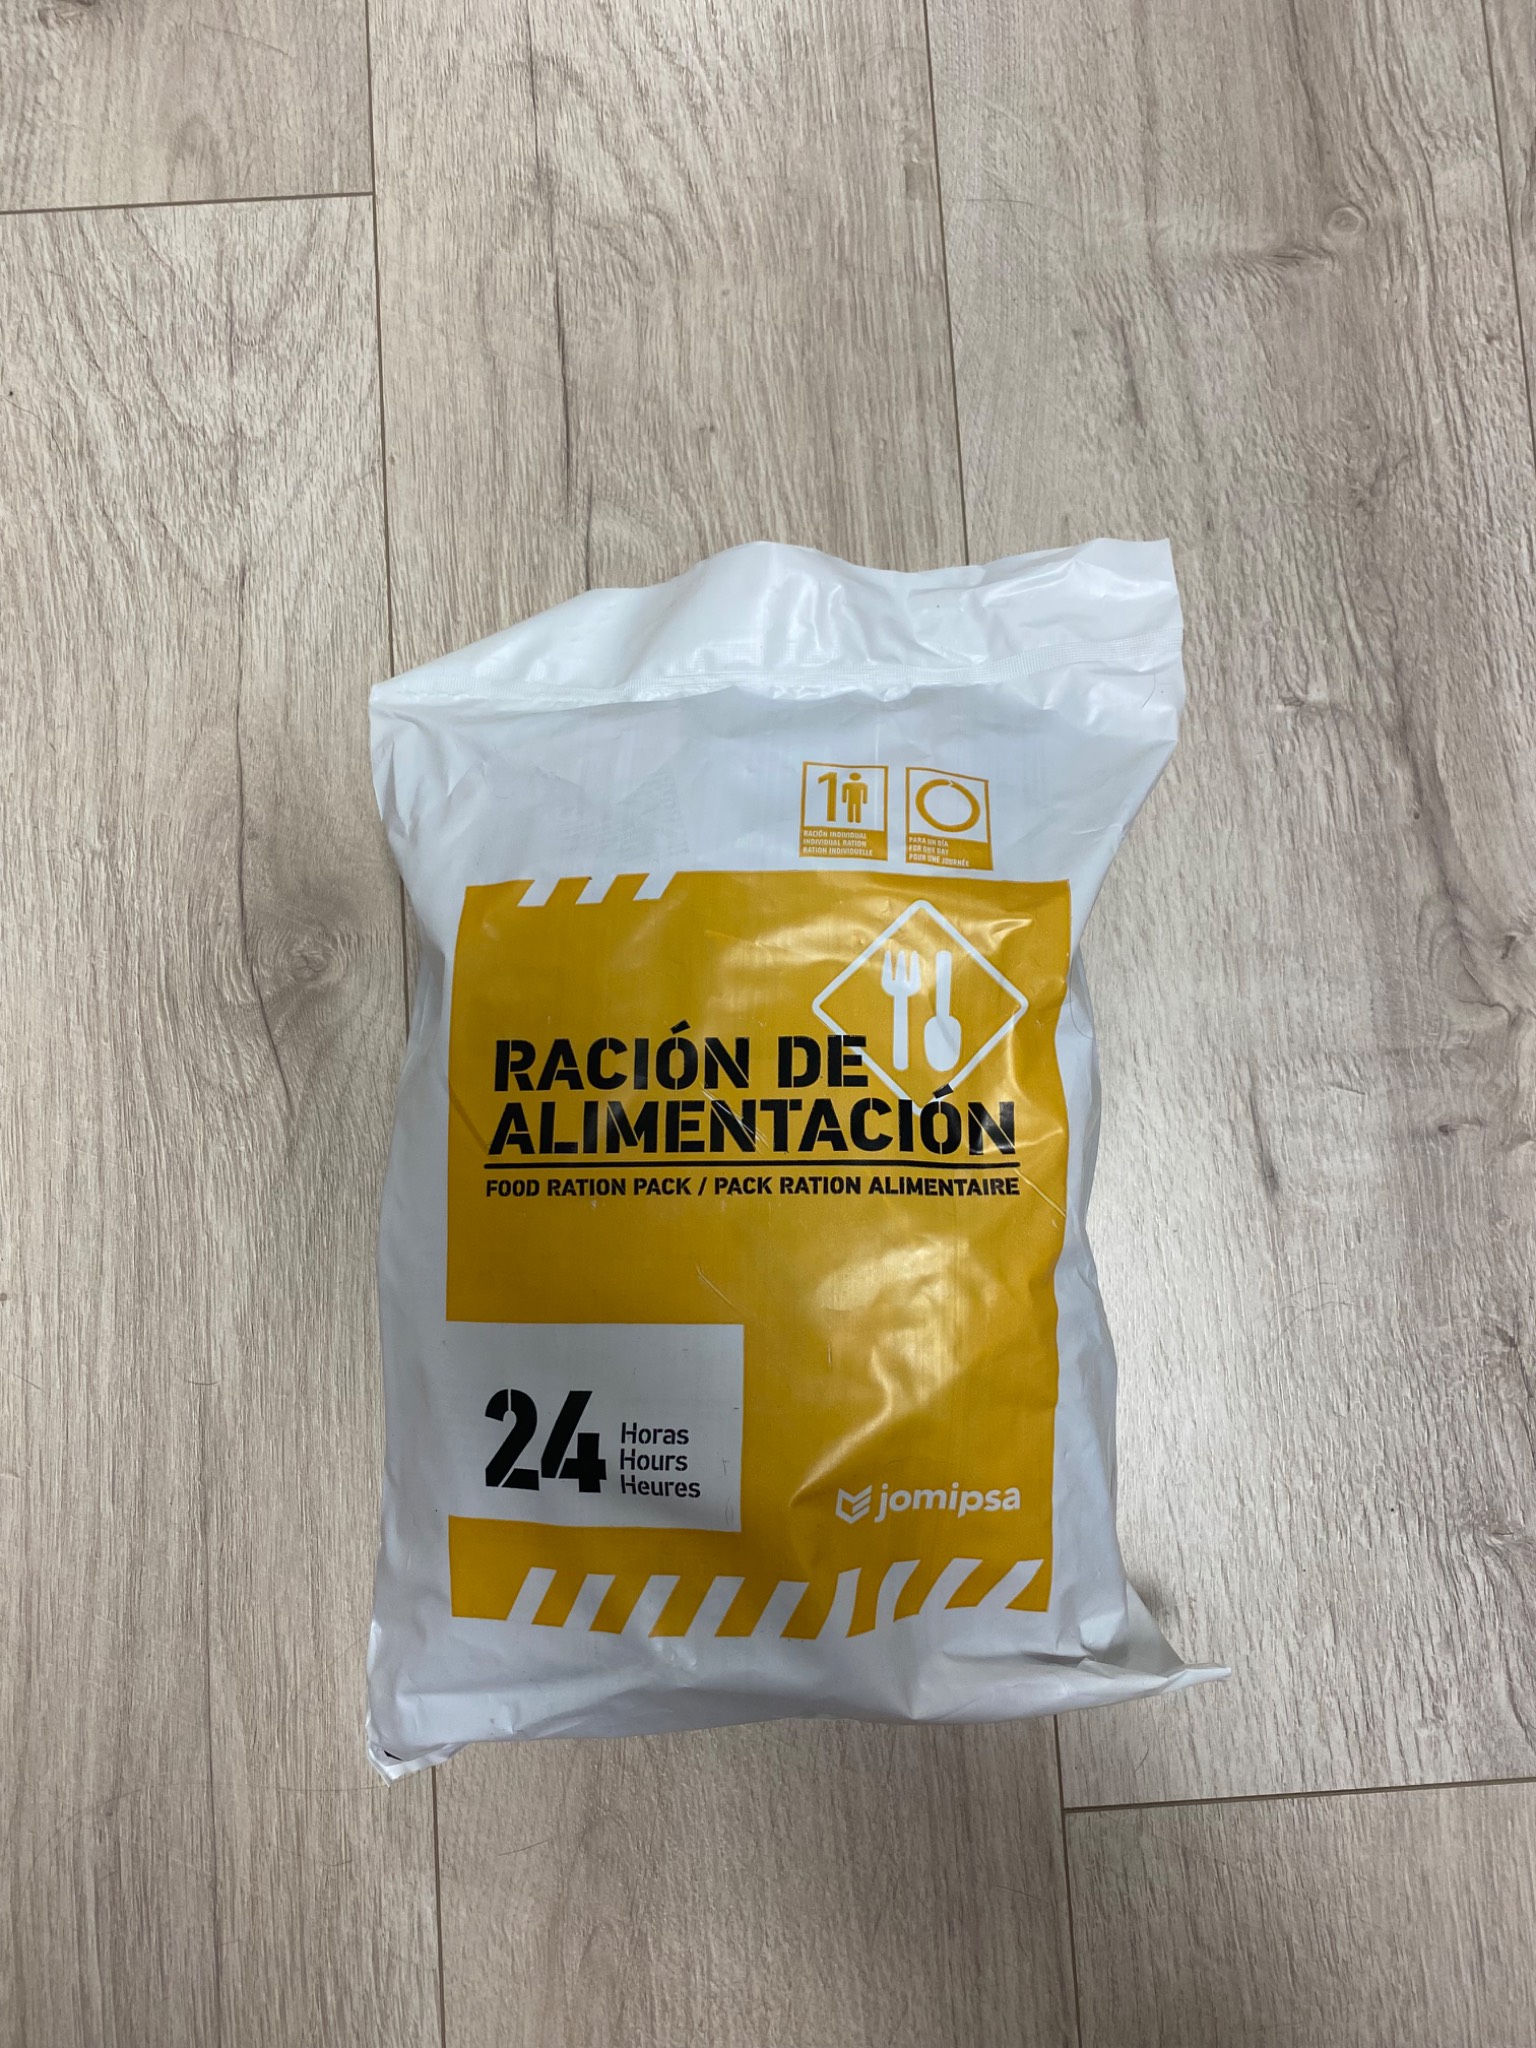 1
RACIÓN INDIVIDUAL
INDIVIDUAL RATION
RATION INDIVIDUELLE
PARA UN DÍA
FOR ONE DAY
POUR UNE JOURNÉE
RACIÓN DE
ALIMENTACIÓN
FOOD RATION PACK / PACK RATION ALIMENTAIRE
24
Horas
Hours
Heures
jomipsa